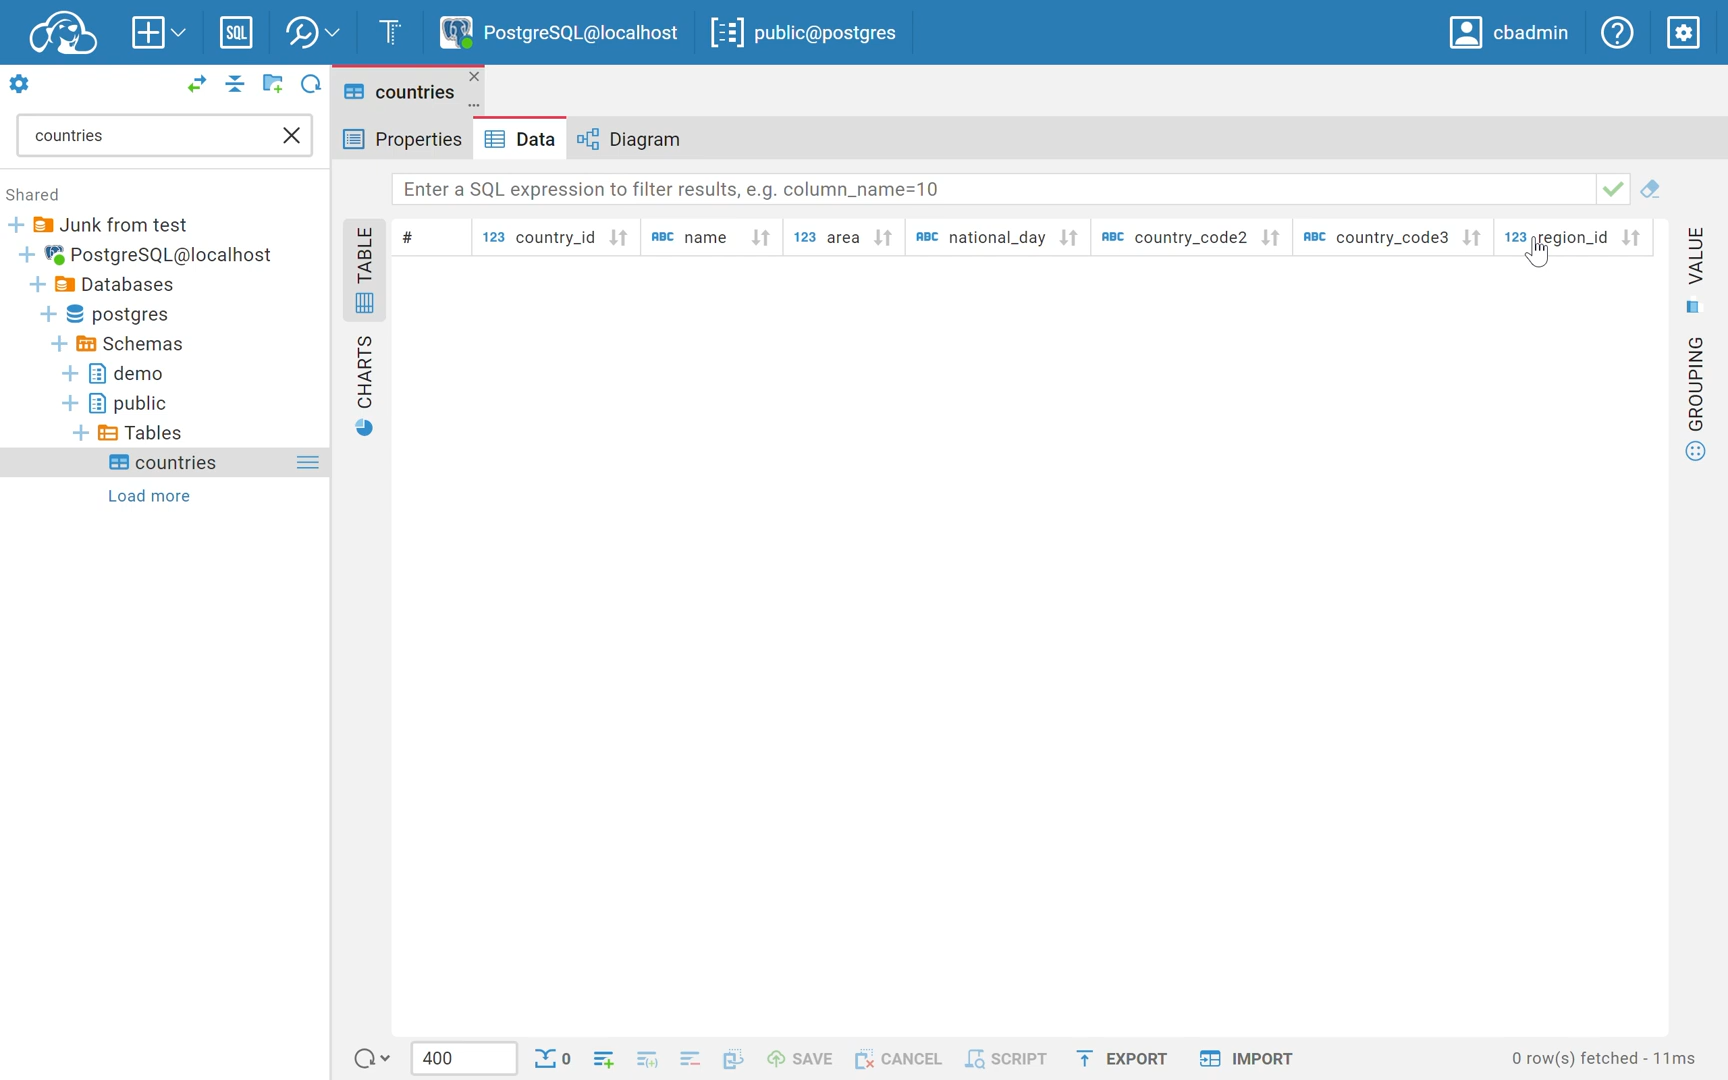 SQL PostgreSQL@localhost public@postgres cbadmin
countries
countries
Properties Data Diagram
Enter a SQL expression to filter results, e.g. column_name=10
Shared
Junk from test
PostgreSQL@localhost
Databases
postgres
Schemas
demo
public
Tables
countries
Load more
TABLE
CHARTS
# 123 country_id ABC name 123 area ABC national_day ABC country_code2 ABC country_code3 123 region_id
VALUE
GROUPING
400 0 SAVE CANCEL SCRIPT EXPORT IMPORT 0 row(s) fetched - 11ms